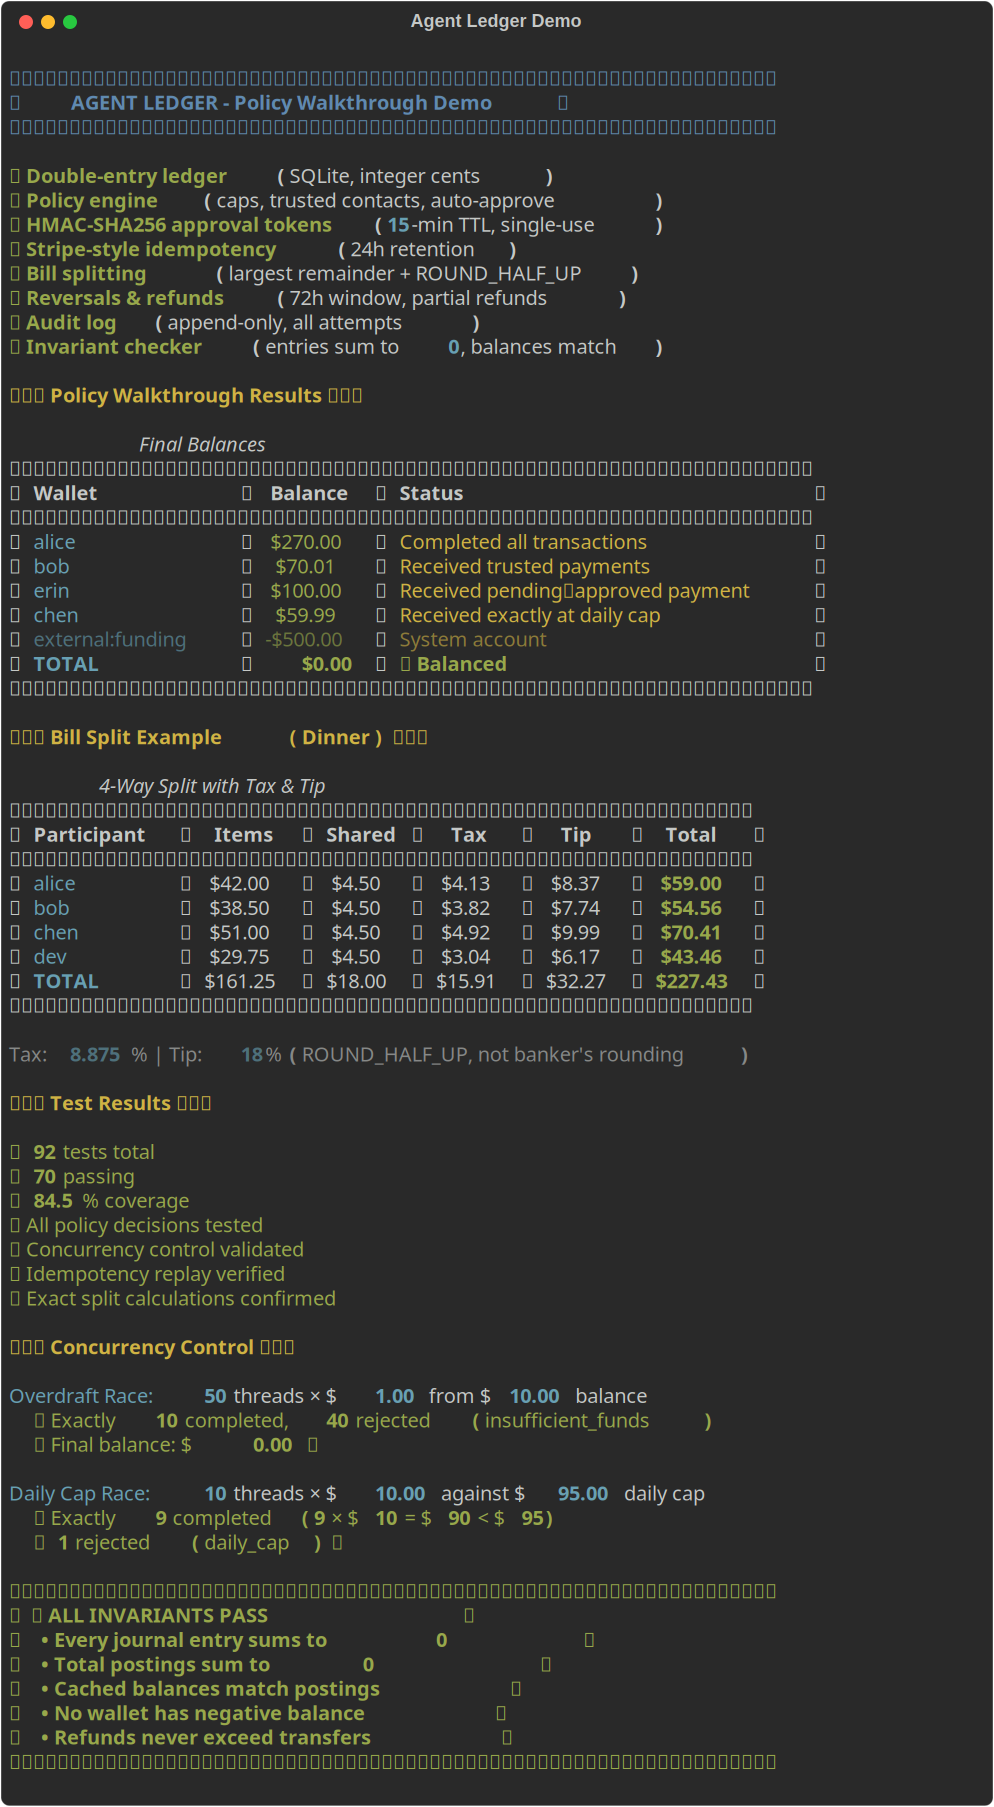 Agent Ledger Demo
AGENT LEDGER - Policy Walkthrough Demo
Double-entry ledger ( SQLite, integer cents )
Policy engine ( caps, trusted contacts, auto-approve )
HMAC-SHA256 approval tokens ( 15-min TTL, single-use )
Stripe-style idempotency ( 24h retention )
Bill splitting ( largest remainder + ROUND_HALF_UP )
Reversals & refunds ( 72h window, partial refunds )
Audit log ( append-only, all attempts )
Invariant checker ( entries sum to 0, balances match )
Policy Walkthrough Results
Final Balances
Wallet Balance Status
alice $270.00 Completed all transactions
bob $70.01 Received trusted payments
erin $100.00 Received pending▯approved payment
chen $59.99 Received exactly at daily cap
external:funding -$500.00 System account
TOTAL $0.00 Balanced
Bill Split Example ( Dinner )
4-Way Split with Tax & Tip
Participant Items Shared Tax Tip Total
alice $42.00 $4.50 $4.13 $8.37 $59.00
bob $38.50 $4.50 $3.82 $7.74 $54.56
chen $51.00 $4.50 $4.92 $9.99 $70.41
dev $29.75 $4.50 $3.04 $6.17 $43.46
TOTAL $161.25 $18.00 $15.91 $32.27 $227.43
Tax: 8.875 % | Tip: 18% ( ROUND_HALF_UP, not banker's rounding )
Test Results
92 tests total
70 passing
84.5 % coverage
All policy decisions tested
Concurrency control validated
Idempotency replay verified
Exact split calculations confirmed
Concurrency Control
Overdraft Race: 50 threads × $ 1.00 from $ 10.00 balance
Exactly 10 completed, 40 rejected ( insufficient_funds )
Final balance: $ 0.00
Daily Cap Race: 10 threads × $ 10.00 against $ 95.00 daily cap
Exactly 9 completed ( 9 × $ 10 = $ 90 < $ 95)
1 rejected ( daily_cap )
ALL INVARIANTS PASS
• Every journal entry sums to 0
• Total postings sum to 0
• Cached balances match postings
• No wallet has negative balance
• Refunds never exceed transfers